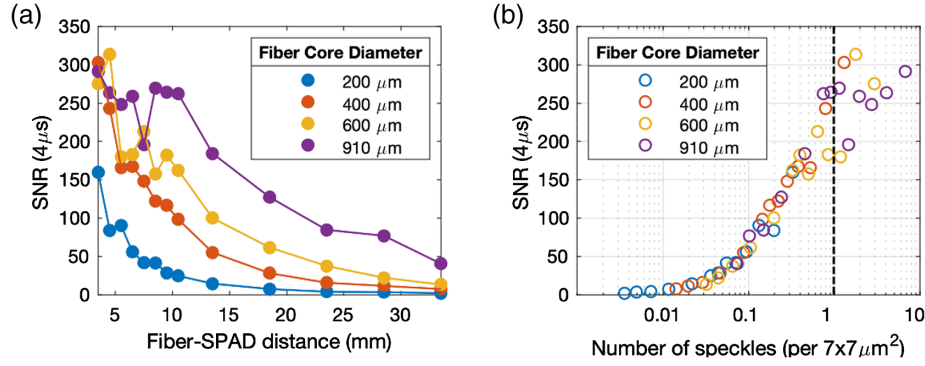 (a)
SNR (4μs)
350
300
250
200
150
100
50
0
Fiber Core Diameter
200 μm
400 μm
600 μm
910 μm
5 10 15 20 25 30
Fiber-SPAD distance (mm)
(b)
SNR (4μs)
350
300
250
200
150
100
50
0
Fiber Core Diameter
200 μm
400 μm
600 μm
910 μm
0.01 0.1 1 10
Number of speckles (per 7x7μm²)